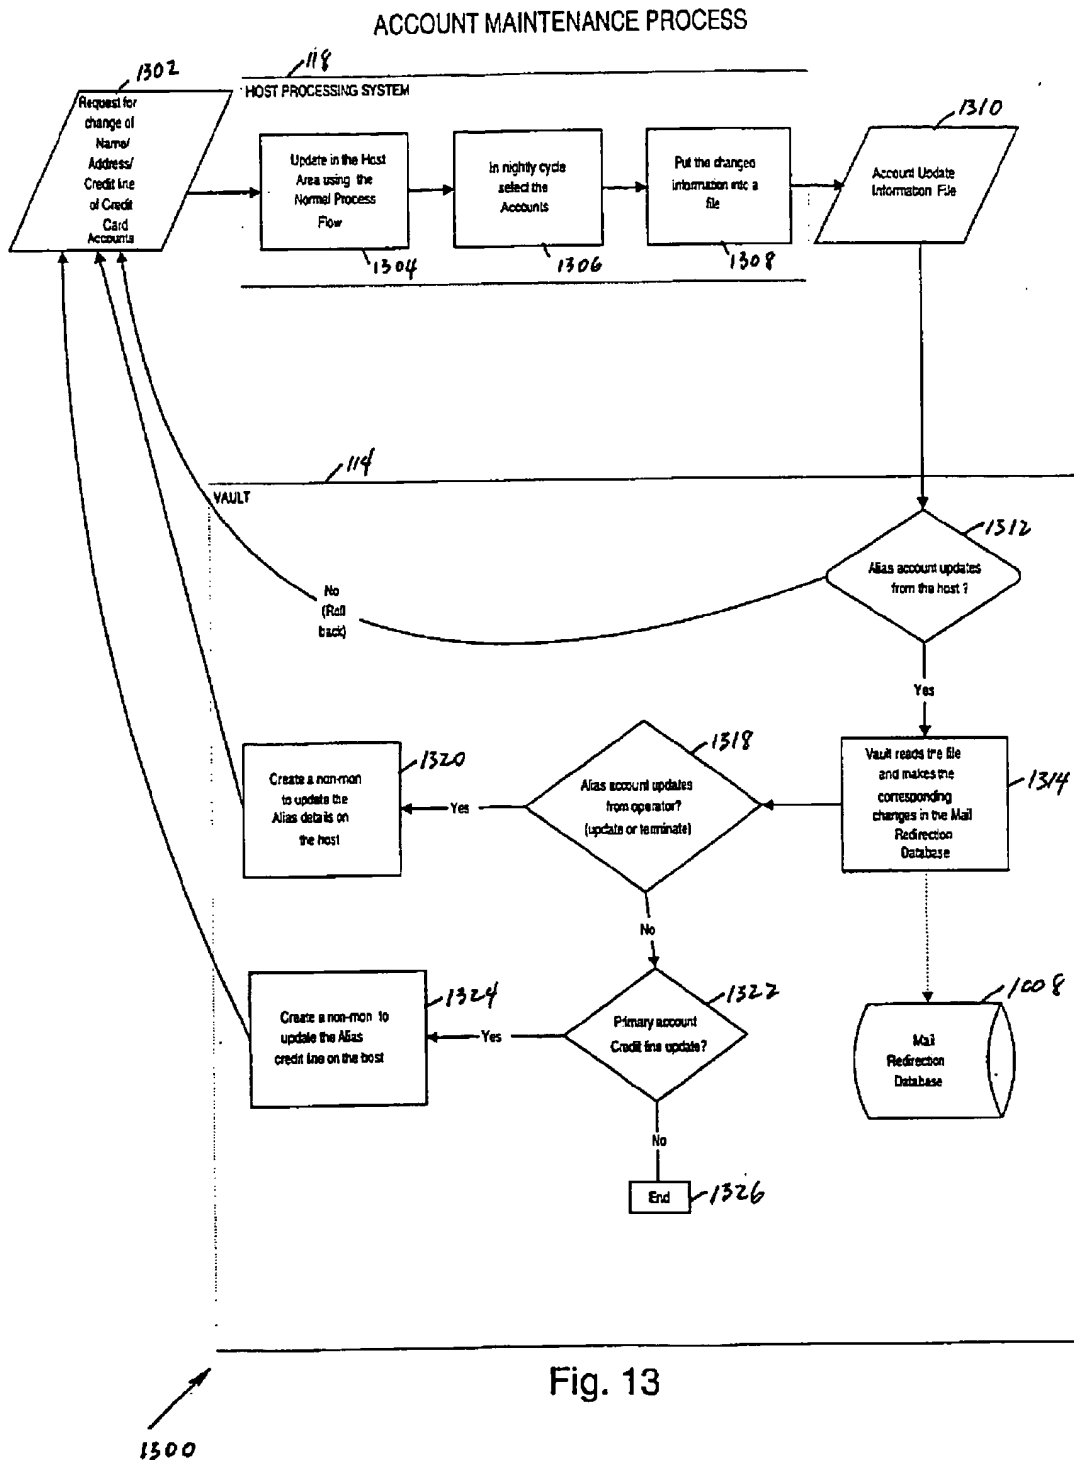 ACCOUNT MAINTENANCE PROCESS
1302
118
HOST PROCESSING SYSTEM
1310
Request for
change of
Name/
Address/
Credit line
of Credit
Card
Accounts
Update in the Host
Area using the
Normal Process
Flow
In nightly cycle
select the
Accounts
Put the changed
information into a
file
Account Update
Information File
1304
1306
1308
114
VAULT
1312
Alias account updates
from the host ?
No
(Roll
back)
Yes
1320
1318
Create a non-mon
to update the
Alias details on
the host
Yes
Alias account updates
from operator?
(update or terminate)
Vault reads the file
and makes the
corresponding
changes in the Mail
Redirection
Database
1314
No
1324
1322
1008
Create a non-mon to
update the Alias
credit line on the host
Yes
Primary account
Credit line update?
Mail
Redirection
Database
No
End
1326
Fig. 13
1300